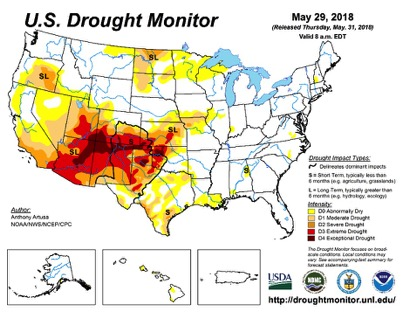 U.S. Drought Monitor
May 29, 2018
(Released Thursday, May. 31, 2018)
Valid 8 a.m. EDT
SL
SL
SL
SL
S
S
S
Drought Impact Types:
Delineates dominant impacts
S = Short Term, typically less than
6 months (e.g. agriculture, grasslands)
L = Long Term, typically greater than
6 months (e.g. hydrology, ecology)
Intensity:
D0 Abnormally Dry
D1 Moderate Drought
D2 Severe Drought
D3 Extreme Drought
D4 Exceptional Drought
Author:
Anthony Artusa
NOAA/NWS/NCEP/CPC
The Drought Monitor focuses on broad-
scale conditions. Local conditions may
vary. See accompanying text summary for
forecast statements.
USDA
http://droughtmonitor.unl.edu/